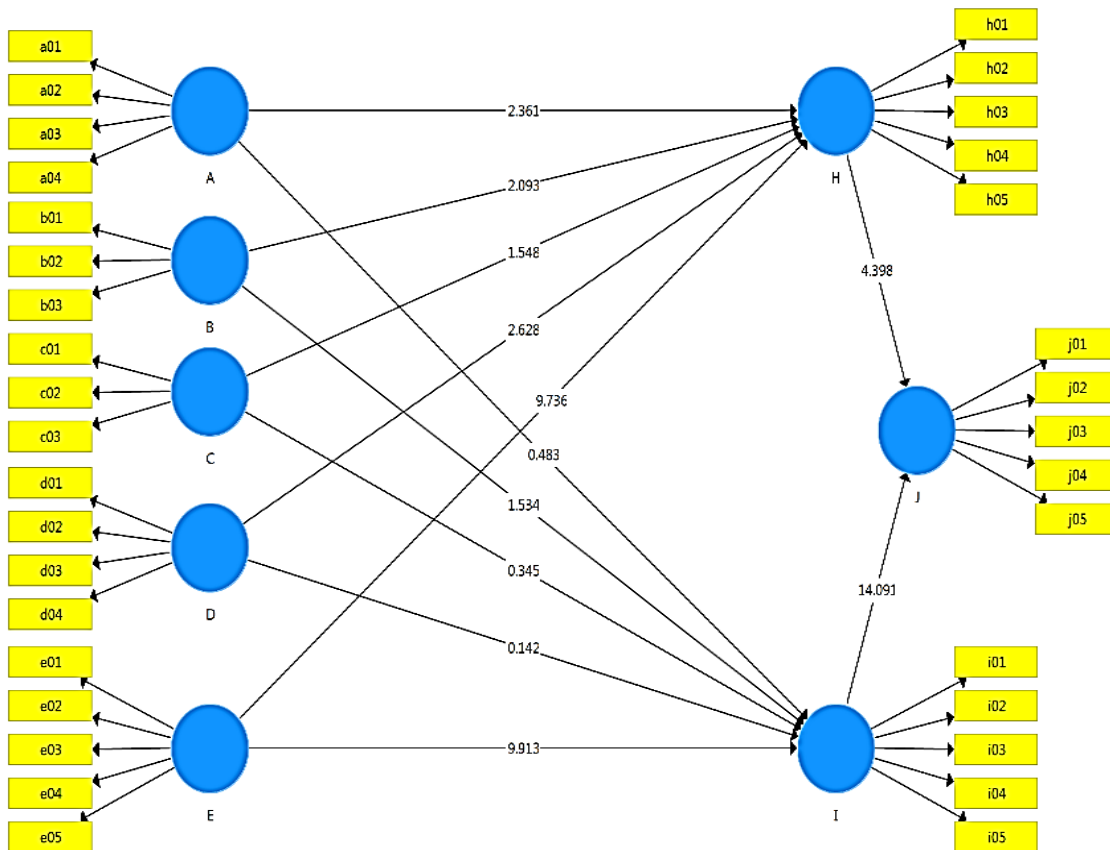 a01
a02
a03
a04
A
b01
b02
b03
B
c01
c02
c03
C
d01
d02
d03
d04
D
e01
e02
e03
e04
e05
E
2.361
2.093
1.548
2.628
9.736
0.483
1.534
0.345
0.142
9.913
h01
h02
h03
h04
h05
H
4.398
j01
j02
j03
j04
j05
J
14.091
i01
i02
i03
i04
i05
I